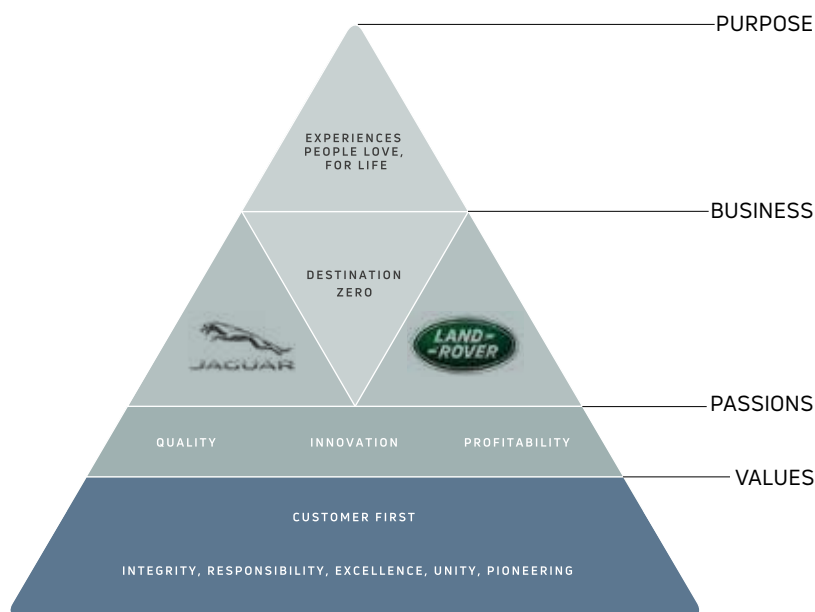 PURPOSE
EXPERIENCES
PEOPLE LOVE,
FOR LIFE
BUSINESS
DESTINATION
ZERO
JAGUAR
LAND-
-ROVER
PASSIONS
QUALITY INNOVATION PROFITABILITY
VALUES
CUSTOMER FIRST
INTEGRITY, RESPONSIBILITY, EXCELLENCE, UNITY, PIONEERING